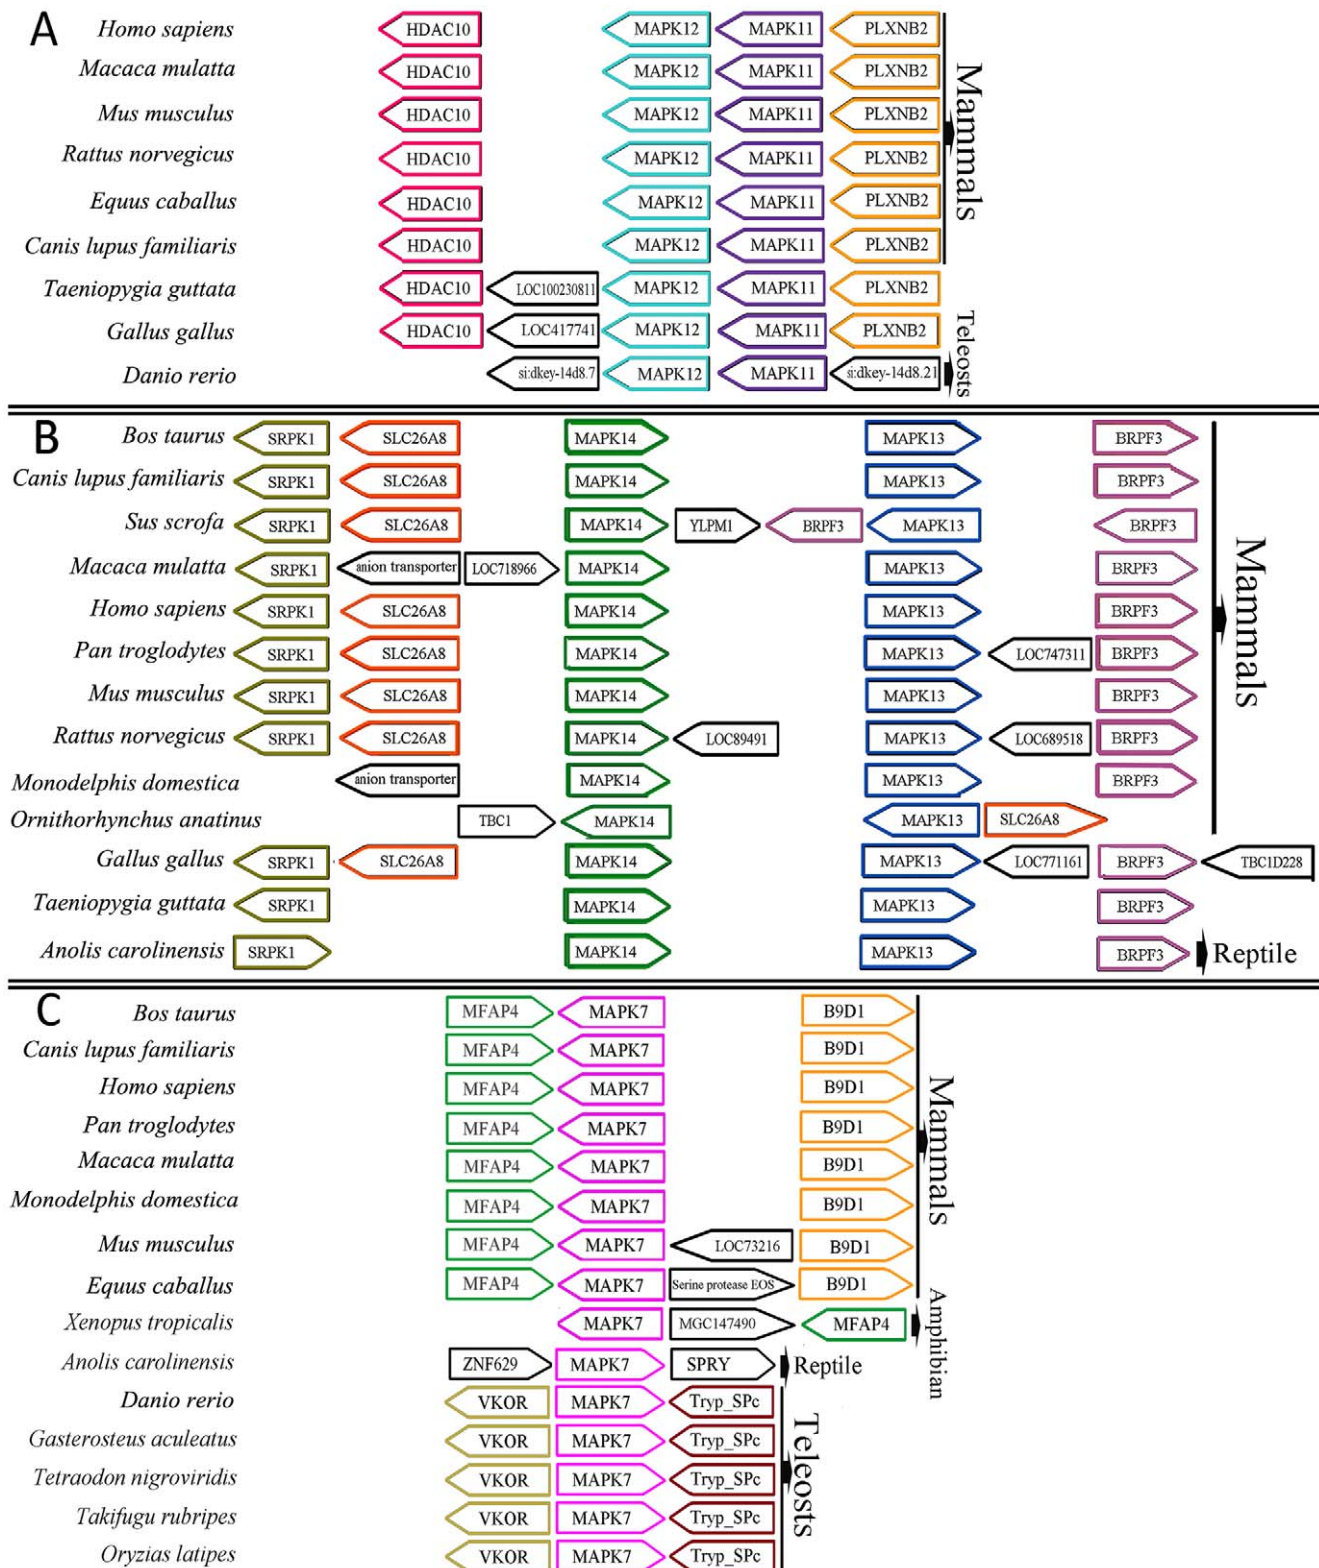 A
Homo sapiens HDAC10 MAPK12 MAPK11 PLXNB2
Macaca mulatta HDAC10 MAPK12 MAPK11 PLXNB2
Mus musculus HDAC10 MAPK12 MAPK11 PLXNB2
Rattus norvegicus HDAC10 MAPK12 MAPK11 PLXNB2
Equus caballus HDAC10 MAPK12 MAPK11 PLXNB2
Canis lupus familiaris HDAC10 MAPK12 MAPK11 PLXNB2
Mammals
Taeniopygia guttata HDAC10 LOC100230811 MAPK12 MAPK11 PLXNB2
Gallus gallus HDAC10 LOC417741 MAPK12 MAPK11 PLXNB2
Danio rerio si:dkey-14d8.7 MAPK12 MAPK11 si:dkey-14d8.21
Teleosts
B
Bos taurus SRPK1 SLC26A8 MAPK14 MAPK13 BRPF3
Canis lupus familiaris SRPK1 SLC26A8 MAPK14 MAPK13 BRPF3
Sus scrofa SRPK1 SLC26A8 MAPK14 YLPM1 BRPF3 MAPK13 BRPF3
Macaca mulatta SRPK1 anion transporter LOC718966 MAPK14 MAPK13 BRPF3
Homo sapiens SRPK1 SLC26A8 MAPK14 MAPK13 BRPF3
Pan troglodytes SRPK1 SLC26A8 MAPK14 MAPK13 LOC747311 BRPF3
Mus musculus SRPK1 SLC26A8 MAPK14 MAPK13 BRPF3
Rattus norvegicus SRPK1 SLC26A8 MAPK14 LOC89491 MAPK13 LOC689518 BRPF3
Monodelphis domestica anion transporter MAPK14 MAPK13 BRPF3
Ornithorhynchus anatinus TBC1 MAPK14 MAPK13 SLC26A8
Mammals
Gallus gallus SRPK1 SLC26A8 MAPK14 MAPK13 LOC771161 BRPF3 TBC1D228
Taeniopygia guttata SRPK1 MAPK14 MAPK13 BRPF3
Anolis carolinensis SRPK1 MAPK14 MAPK13 BRPF3 Reptile
C
Bos taurus MFAP4 MAPK7 B9D1
Canis lupus familiaris MFAP4 MAPK7 B9D1
Homo sapiens MFAP4 MAPK7 B9D1
Pan troglodytes MFAP4 MAPK7 B9D1
Macaca mulatta MFAP4 MAPK7 B9D1
Monodelphis domestica MFAP4 MAPK7 B9D1
Mus musculus MFAP4 MAPK7 LOC73216 B9D1
Equus caballus MFAP4 MAPK7 Serine protease EOS B9D1
Mammals
Xenopus tropicalis MAPK7 MGC147490 MFAP4
Amphibian
Anolis carolinensis ZNF629 MAPK7 SPRY Reptile
Danio rerio VKOR MAPK7 Tryp_SPc
Gasterosteus aculeatus VKOR MAPK7 Tryp_SPc
Tetraodon nigroviridis VKOR MAPK7 Tryp_SPc
Takifugu rubripes VKOR MAPK7 Tryp_SPc
Oryzias latipes VKOR MAPK7 Tryp_SPc
Teleosts